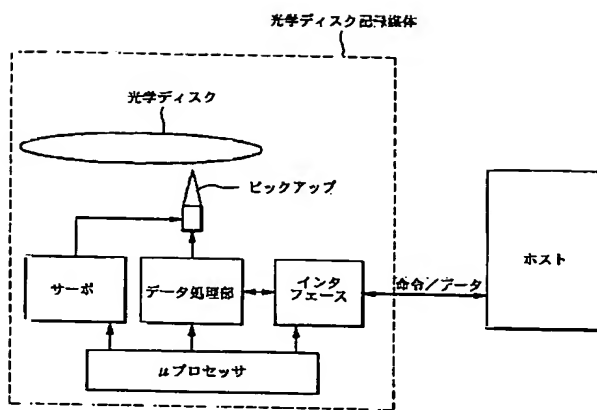 光学ディスク記録媒体
光学ディスク
ピックアップ
サーボ
データ処理部
インタ
フェース
命令/データ
ホスト
μプロセッサ